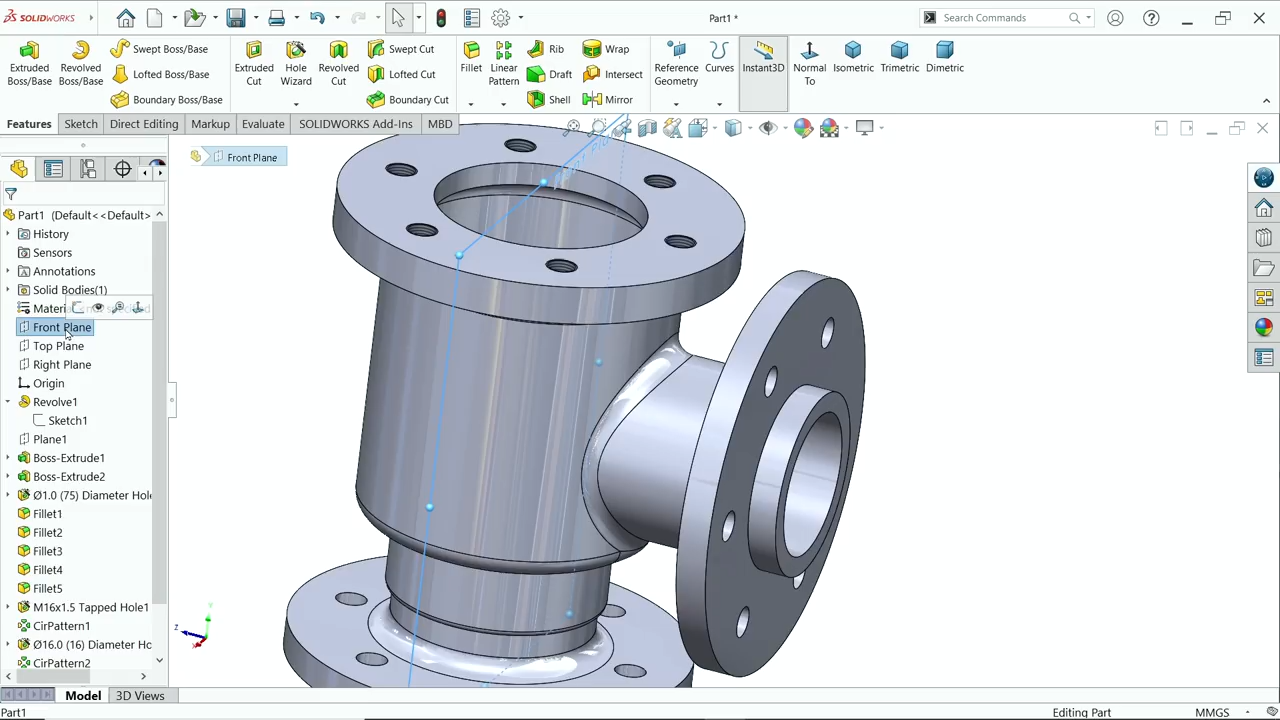 SOLIDWORKS
Part1 *
Search Commands
Extruded Boss/Base
Revolved Boss/Base
Swept Boss/Base
Lofted Boss/Base
Boundary Boss/Base
Extruded Cut
Hole Wizard
Revolved Cut
Swept Cut
Lofted Cut
Boundary Cut
Fillet
Linear Pattern
Rib
Draft
Shell
Wrap
Intersect
Mirror
Reference Geometry
Curves
Instant3D
Normal To
Isometric
Trimetric
Dimetric
Features
Sketch
Direct Editing
Markup
Evaluate
SOLIDWORKS Add-Ins
MBD
Front Plane
Part1 (Default<<Default>
History
Sensors
Annotations
Solid Bodies(1)
Materi
Front Plane
Top Plane
Right Plane
Origin
Revolve1
Sketch1
Plane1
Boss-Extrude1
Boss-Extrude2
Ø1.0 (75) Diameter Hole
Fillet1
Fillet2
Fillet3
Fillet4
Fillet5
M16x1.5 Tapped Hole1
CirPattern1
Ø16.0 (16) Diameter Ho
CirPattern2
Y
Z
X
Model
3D Views
Part1
Editing Part
MMGS